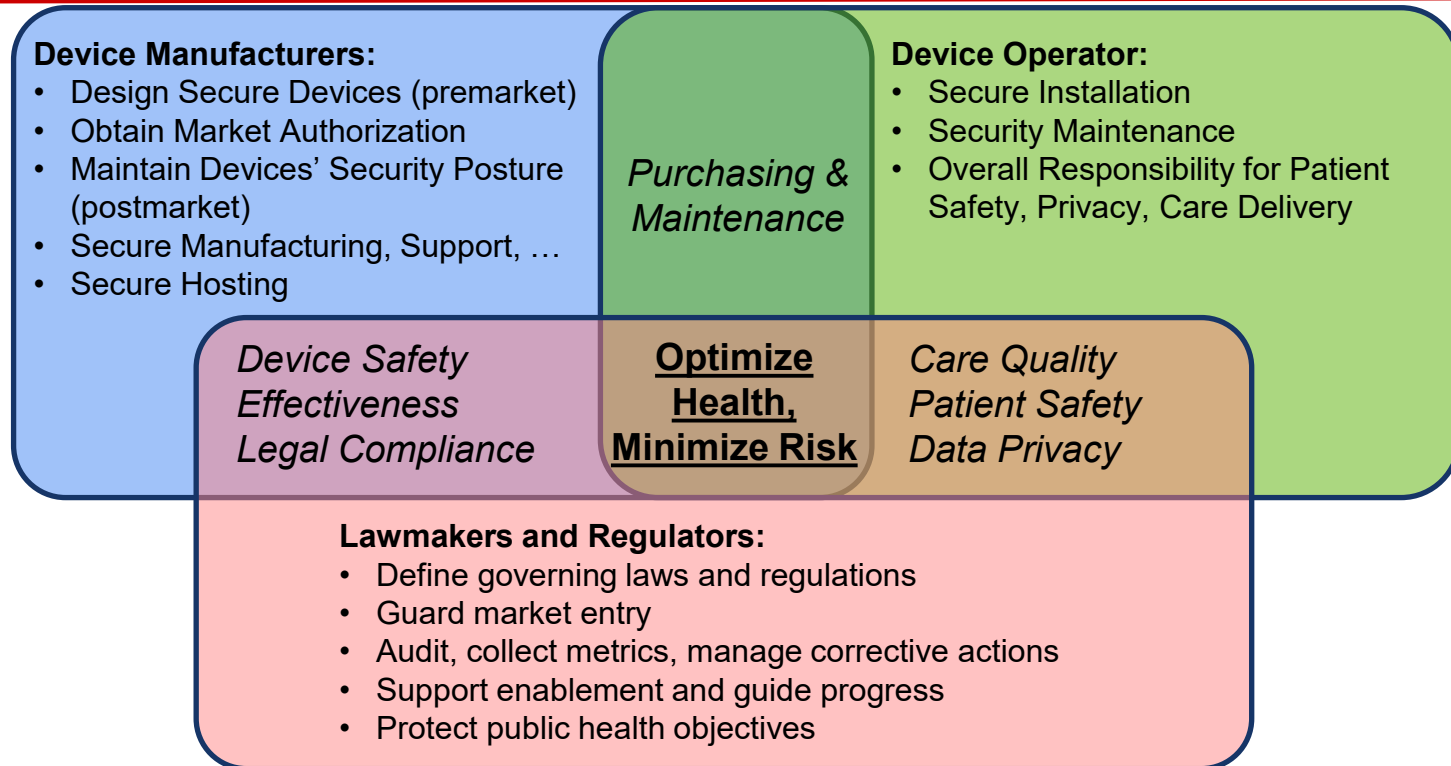 Device Manufacturers:
• Design Secure Devices (premarket)
• Obtain Market Authorization
• Maintain Devices’ Security Posture
(postmarket)
• Secure Manufacturing, Support, …
• Secure Hosting
Purchasing &
Maintenance
Device Operator:
• Secure Installation
• Security Maintenance
• Overall Responsibility for Patient
Safety, Privacy, Care Delivery
Device Safety
Effectiveness
Legal Compliance
Optimize
Health,
Minimize Risk
Care Quality
Patient Safety
Data Privacy
Lawmakers and Regulators:
• Define governing laws and regulations
• Guard market entry
• Audit, collect metrics, manage corrective actions
• Support enablement and guide progress
• Protect public health objectives